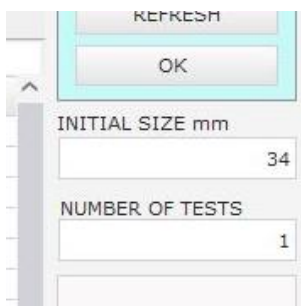 REFRESH
OK
INITIAL SIZE mm
34
NUMBER OF TESTS
1